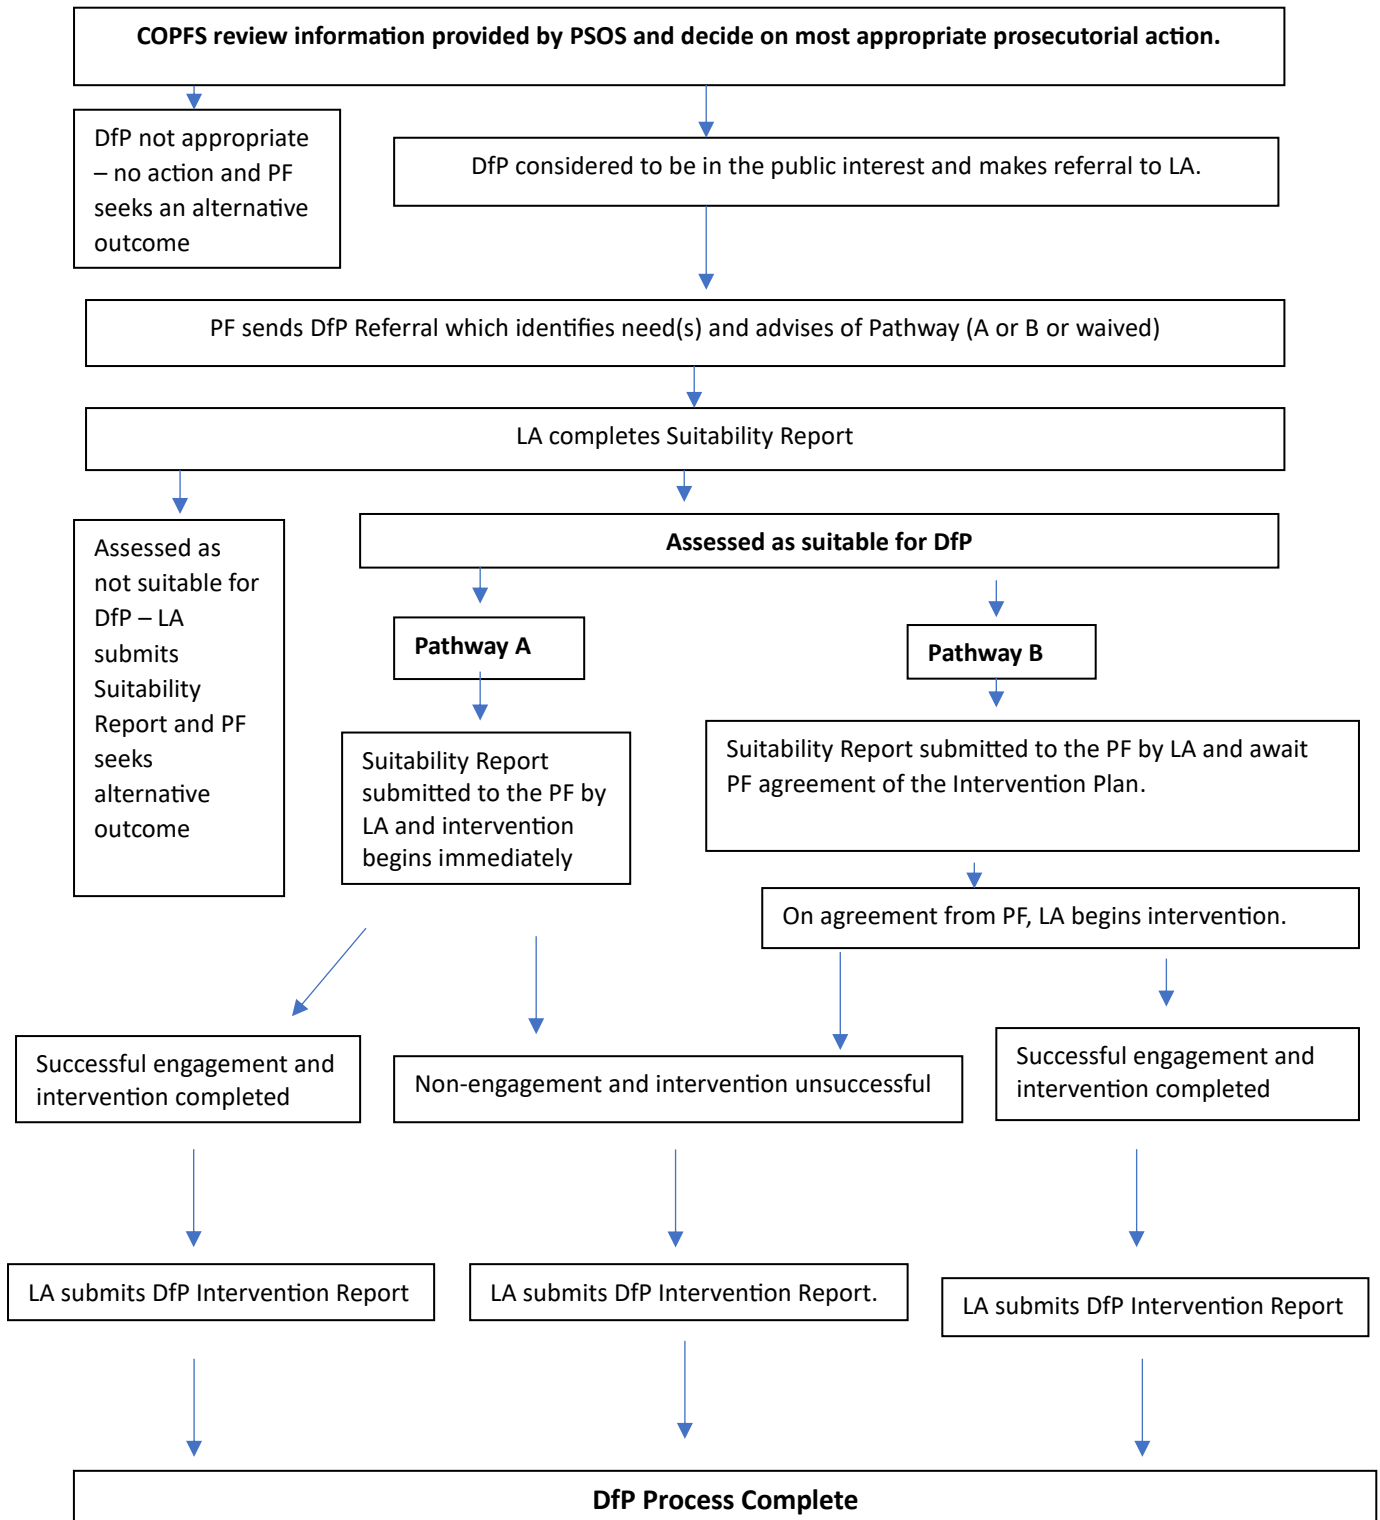 COPFS review information provided by PSOS and decide on most appropriate prosecutorial action.
DfP not appropriate
– no action and PF
seeks an alternative
outcome
DfP considered to be in the public interest and makes referral to LA.
PF sends DfP Referral which identifies need(s) and advises of Pathway (A or B or waived)
LA completes Suitability Report
Assessed as
not suitable for
DfP – LA
submits
Suitability
Report and PF
seeks
alternative
outcome
Assessed as suitable for DfP
Pathway A
Pathway B
Suitability Report
submitted to the PF by
LA and intervention
begins immediately
Suitability Report submitted to the PF by LA and await
PF agreement of the Intervention Plan.
On agreement from PF, LA begins intervention.
Successful engagement and
intervention completed
Non-engagement and intervention unsuccessful
Successful engagement and
intervention completed
LA submits DfP Intervention Report
LA submits DfP Intervention Report.
LA submits DfP Intervention Report
DfP Process Complete